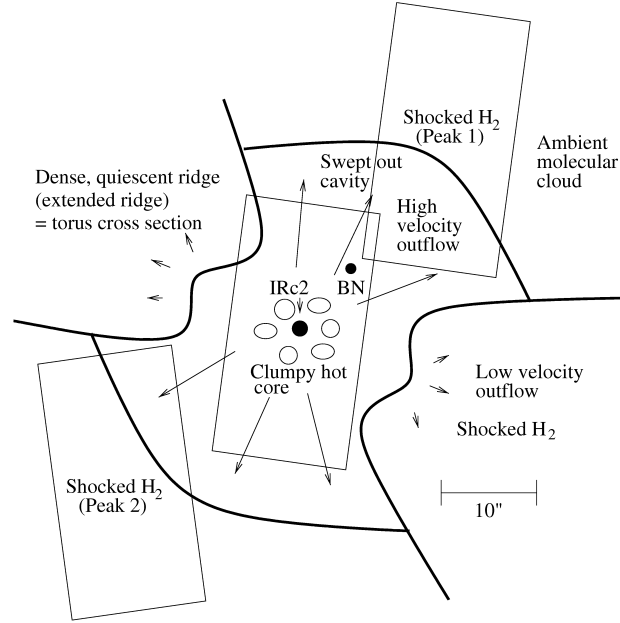 Shocked H2
(Peak 1)
Ambient
molecular
cloud
Swept out
cavity
Dense, quiescent ridge
(extended ridge)
= torus cross section
High
velocity
outflow
IRc2
BN
Clumpy hot
core
Low velocity
outflow
Shocked H2
Shocked H2
(Peak 2)
10"